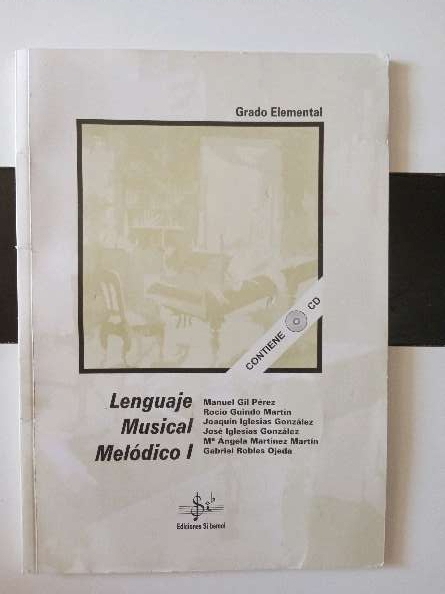 Grado Elemental
CONTIENE CD
Lenguaje
Musical
Melódico I
Manuel Gil Pérez
Rocío Guindo Martín
Joaquín Iglesias González
José Iglesias González
Mª Ángela Martínez Martín
Gabriel Robles Ojeda
Ediciones Si bemol